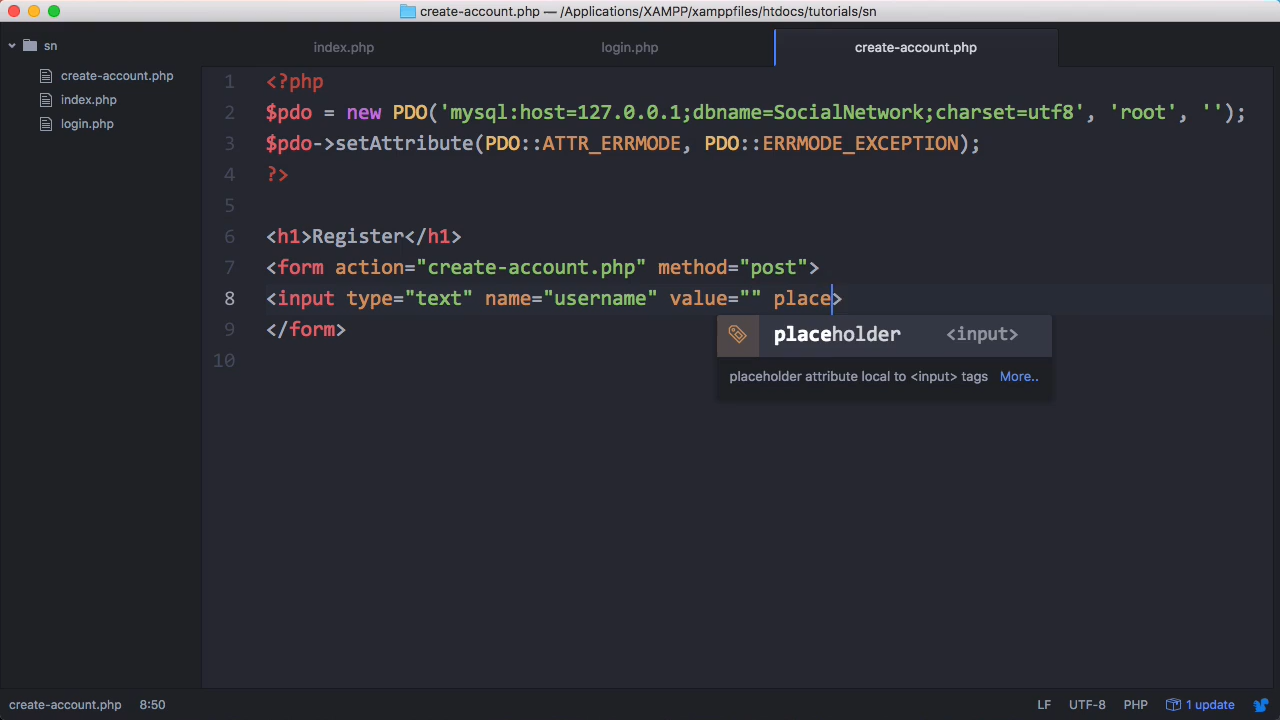 create-account.php — /Applications/XAMPP/xamppfiles/htdocs/tutorials/sn
sn
create-account.php
index.php
login.php
index.php login.php create-account.php
1 <?php
2 $pdo = new PDO('mysql:host=127.0.0.1;dbname=SocialNetwork;charset=utf8', 'root', '');
3 $pdo->setAttribute(PDO::ATTR_ERRMODE, PDO::ERRMODE_EXCEPTION);
4 ?>
5
6 <h1>Register</h1>
7 <form action="create-account.php" method="post">
8 <input type="text" name="username" value="" place>
9 </form>
10
placeholder <input>
placeholder attribute local to <input> tags More..
create-account.php 8:50 LF UTF-8 PHP 1 update